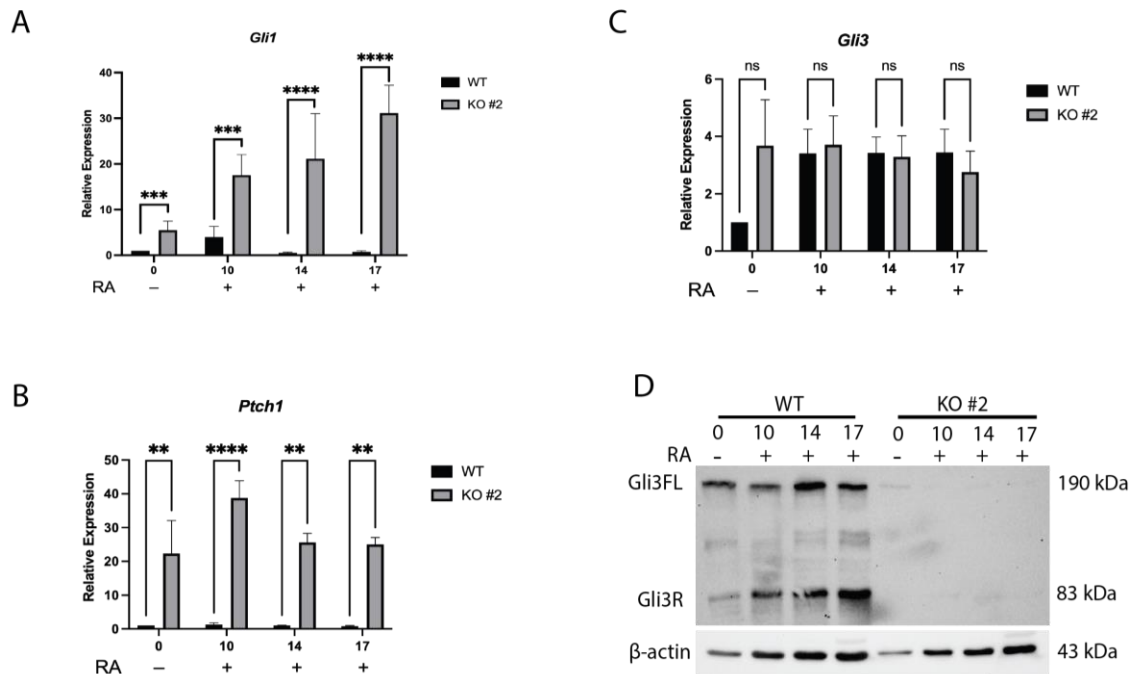 A
Gli1
Relative Expression
40
30
20
10
0
*** *** **** ****
WT
KO #2
0 10 14 17
RA – + + +
B
Ptch1
Relative Expression
50
40
30
20
10
0
** **** ** **
WT
KO #2
0 10 14 17
RA – + + +
C
Gli3
Relative Expression
6
4
2
0
ns ns ns ns
WT
KO #2
0 10 14 17
RA – + + +
D
WT KO #2
0 10 14 17 0 10 14 17
RA - + + + - + + +
Gli3FL 190 kDa
Gli3R 83 kDa
β-actin 43 kDa